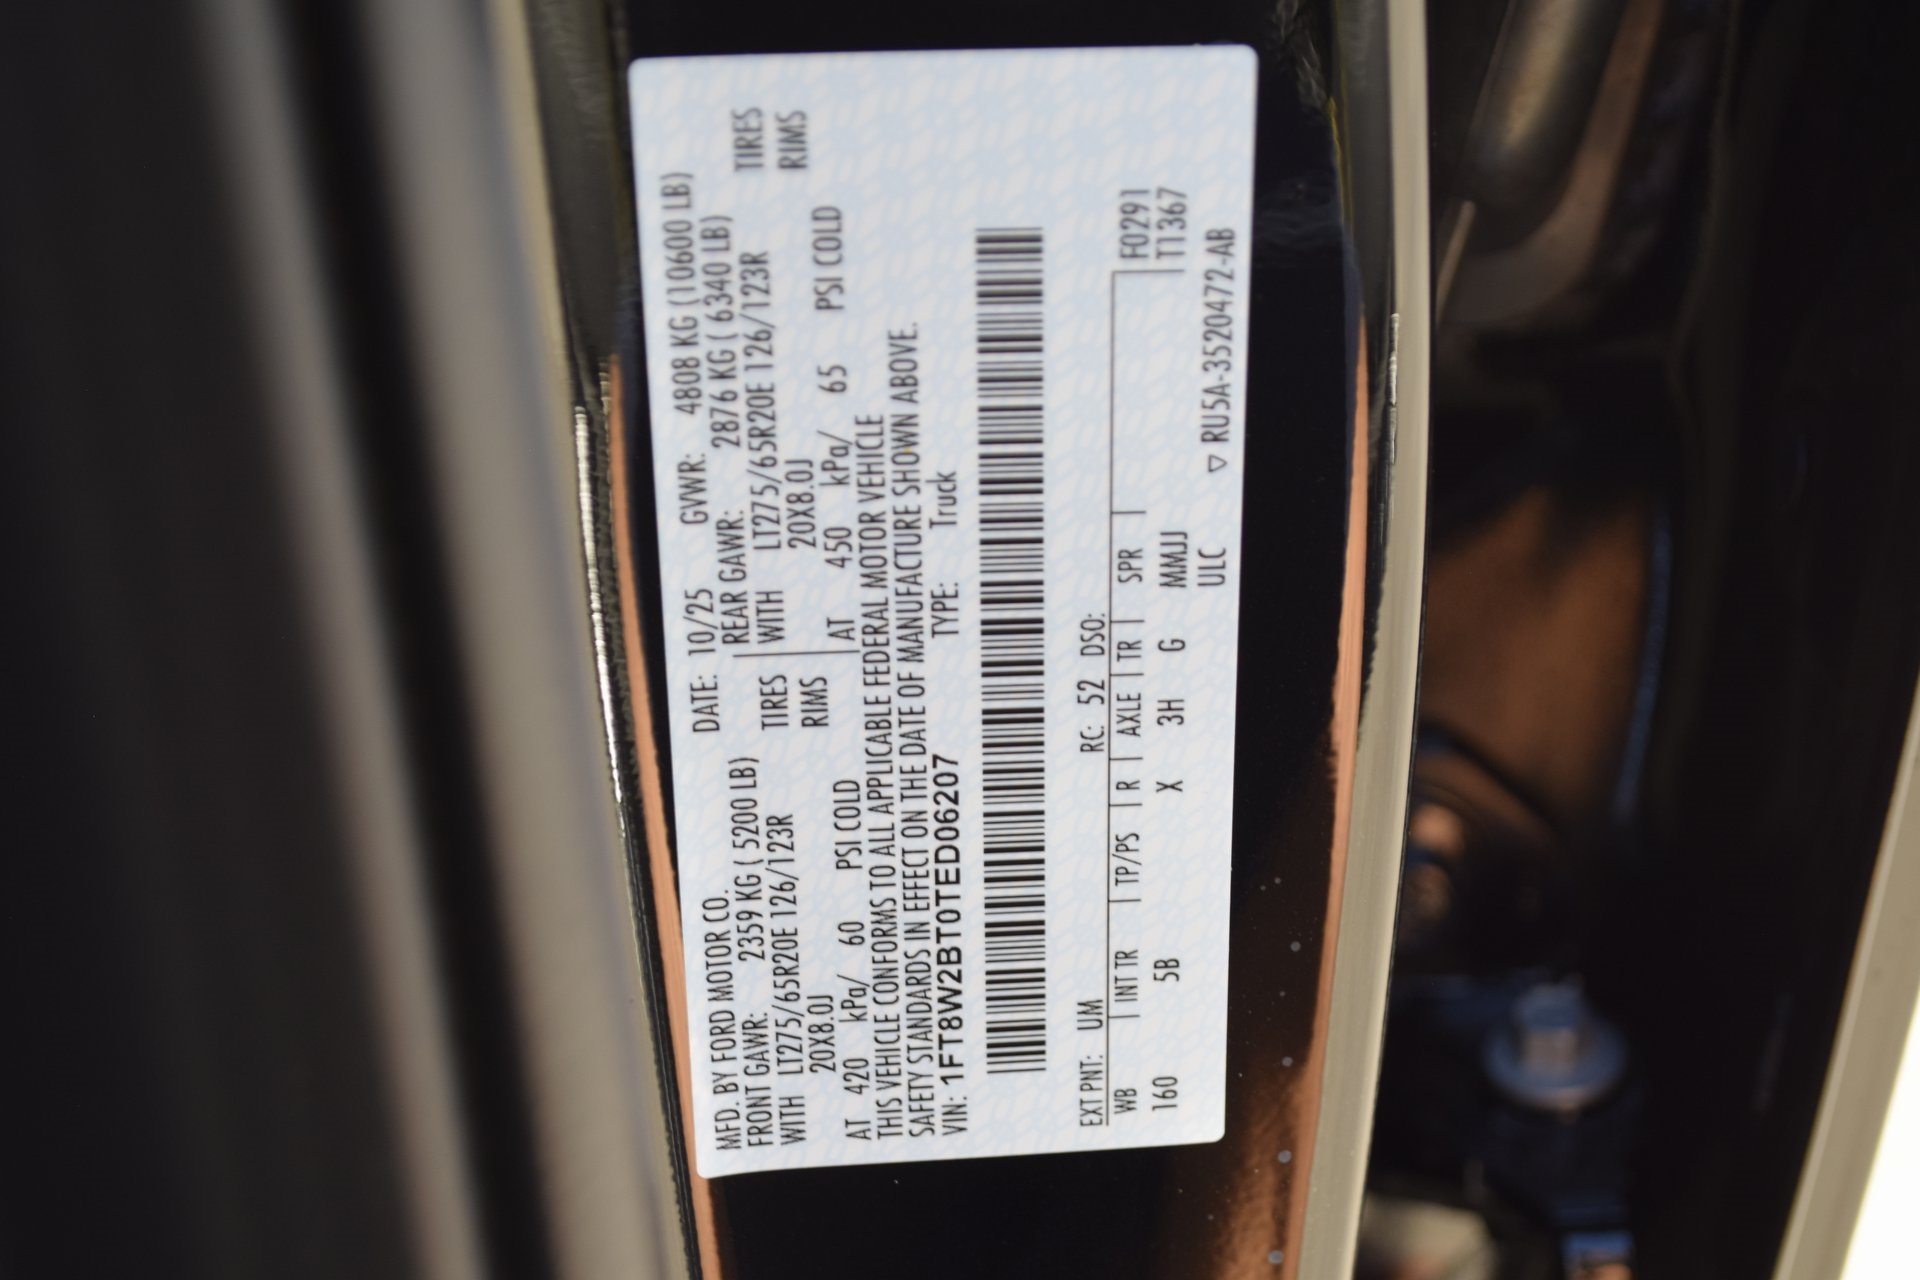 MFD. BY FORD MOTOR CO. DATE: 10/25 GVWR: 4808 KG (10600 LB)
FRONT GAWR: 2359 KG ( 5200 LB) REAR GAWR: 2876 KG ( 6340 LB)
WITH LT275/65R20E 126/123R TIRES WITH LT275/65R20E 126/123R TIRES
20X8.0J RIMS 20X8.0J RIMS
AT 420 kPa/ 60 PSI COLD AT 450 kPa/ 65 PSI COLD
THIS VEHICLE CONFORMS TO ALL APPLICABLE FEDERAL MOTOR VEHICLE
SAFETY STANDARDS IN EFFECT ON THE DATE OF MANUFACTURE SHOWN ABOVE.
VIN: 1FT8W2BT0TED06207 TYPE: Truck
EXT PNT: UM RC: 52 DSO:
WB INT TR TP/PS R AXLE TR SPR F0291
160 5B X 3H G MMJJ T1367
ULC ▽ RU5A-3520472-AB